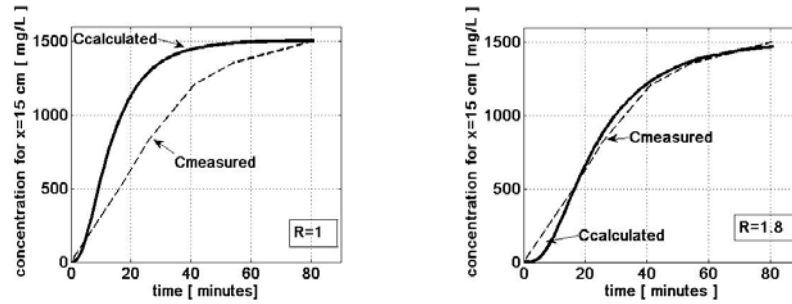 concentration for x=15 cm [ mg/L ]
1500
1000
500
0
Ccalculated
Cmeasured
R=1
0 20 40 60 80
time [ minutes]
concentration for x=15 cm [ mg/L ]
1500
1000
500
0
Cmeasured
Ccalculated
R=1.8
0 20 40 60 80
time [ minutes]